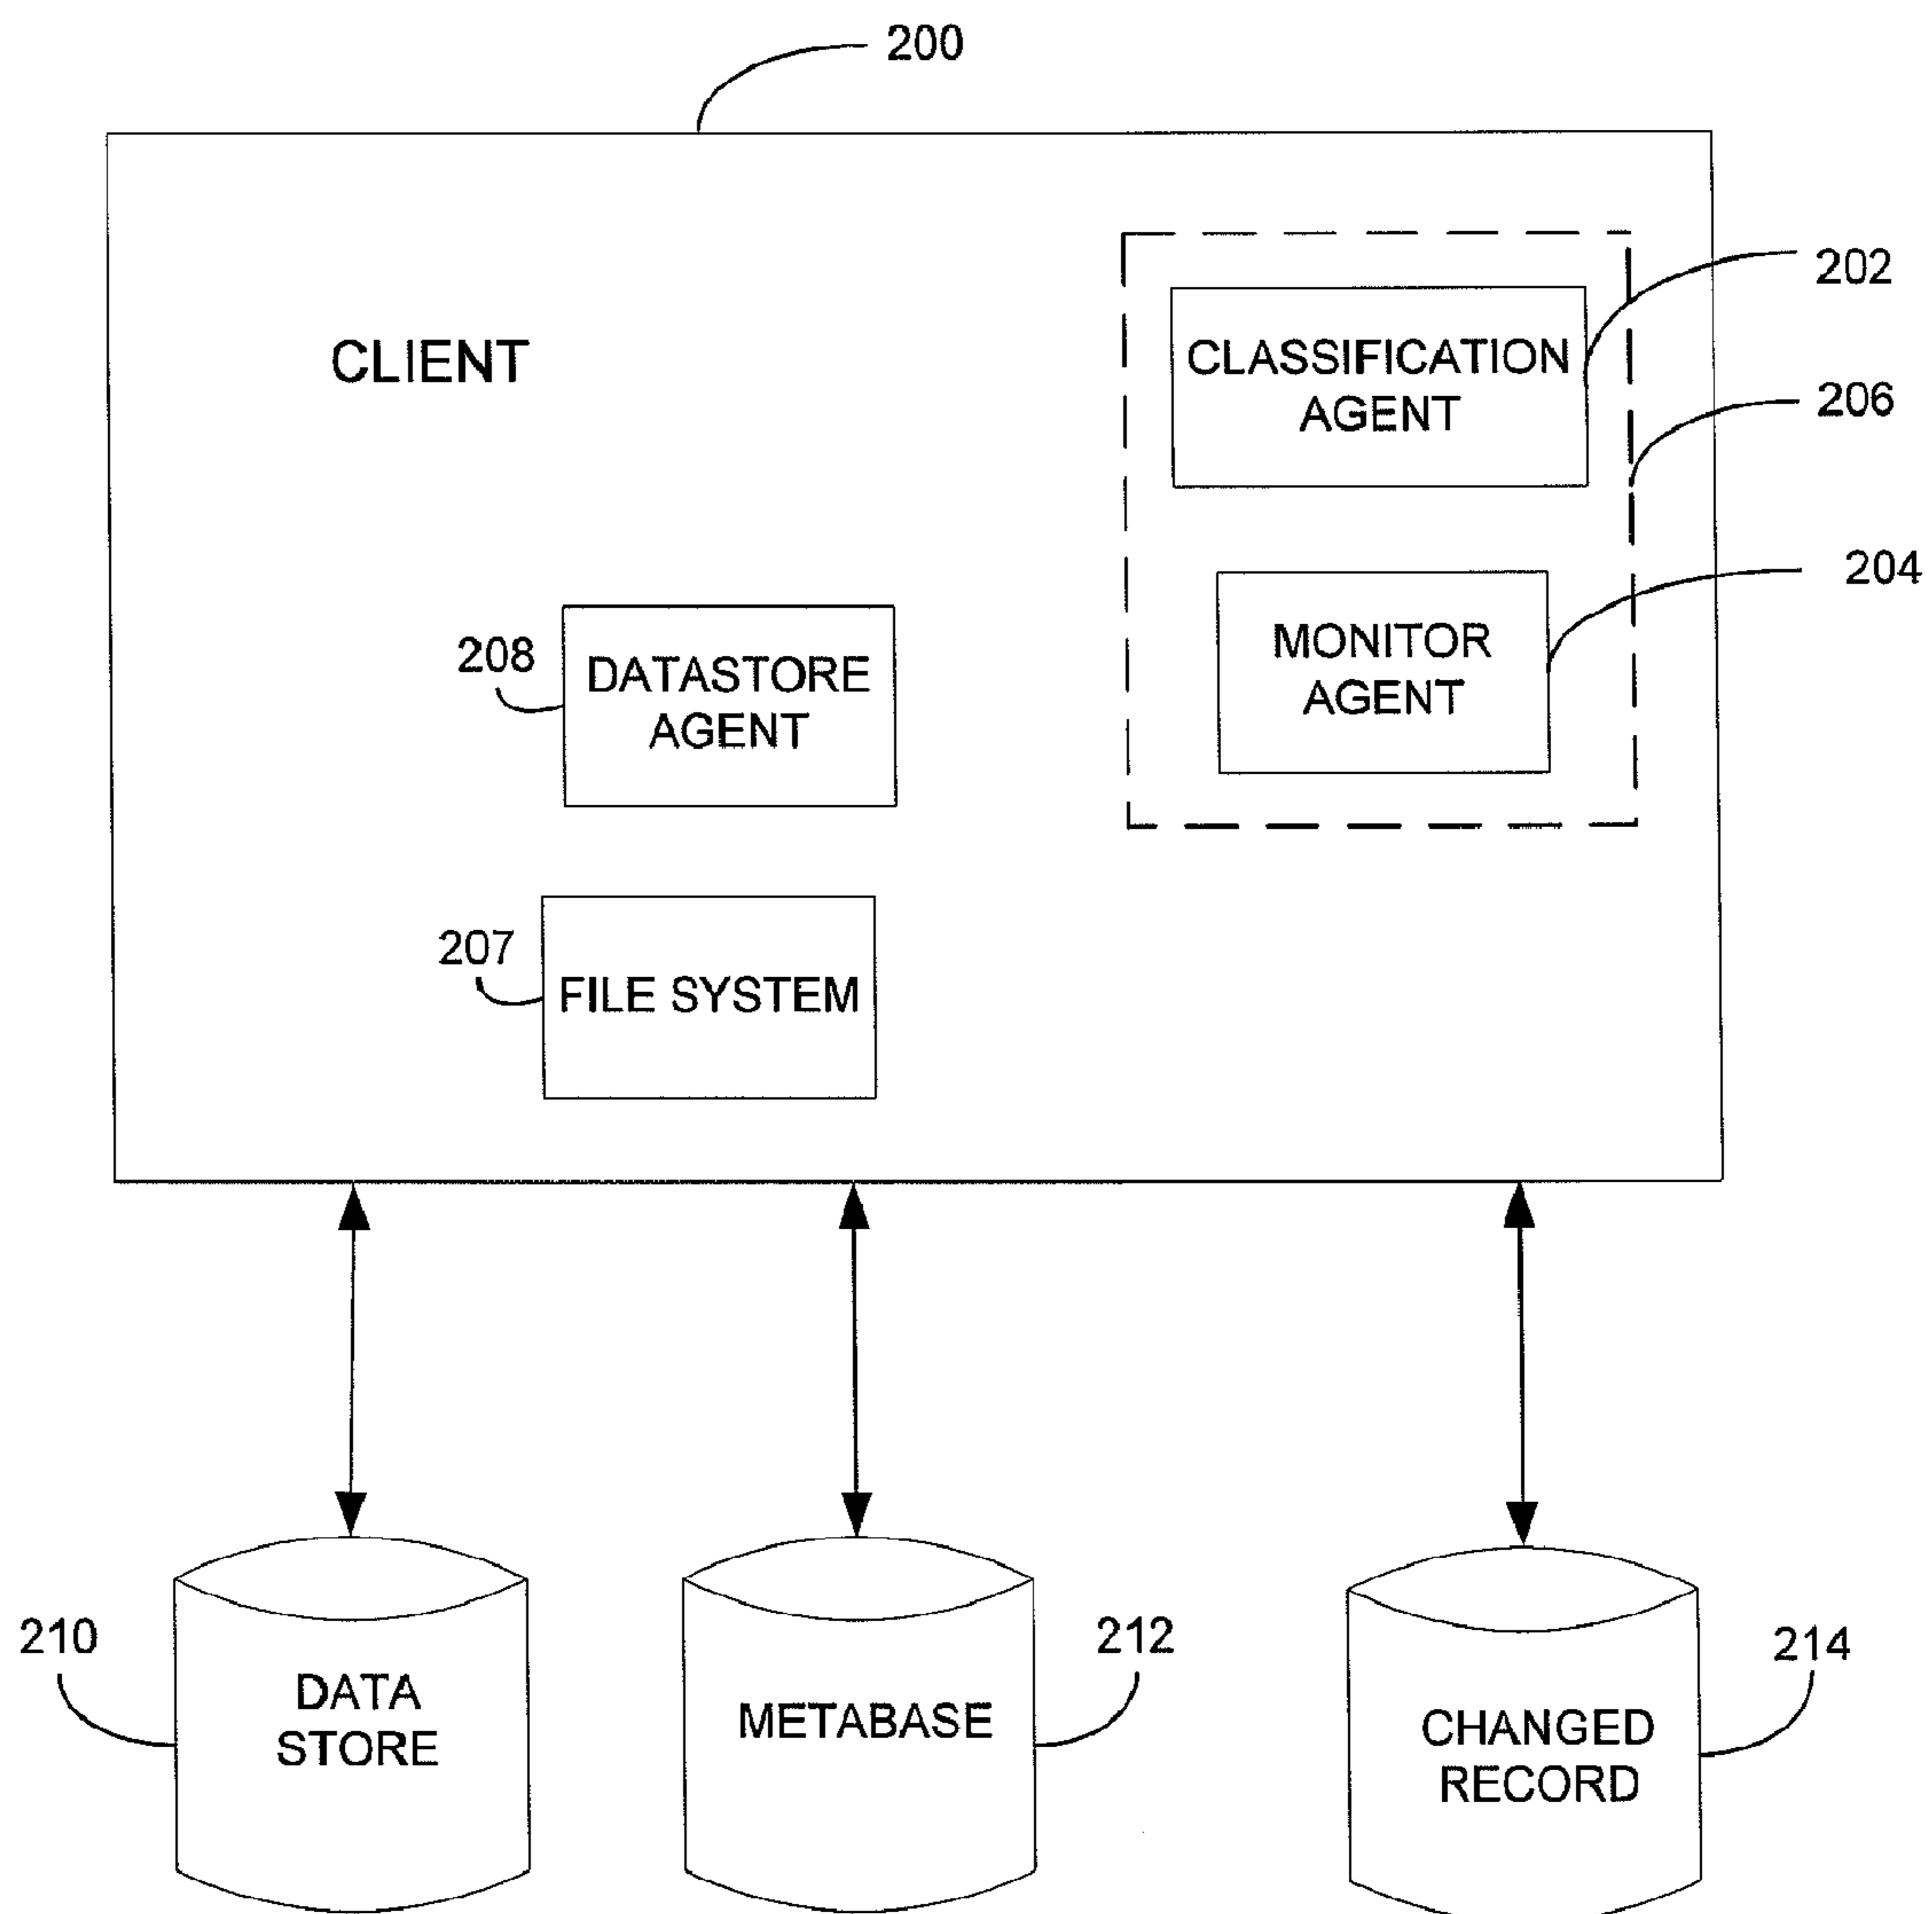 200
202
CLIENT
CLASSIFICATION
AGENT
206
204
208
DATASTORE
AGENT
MONITOR
AGENT
207
FILE SYSTEM
210
DATA
STORE
212
METABASE
214
CHANGED
RECORD